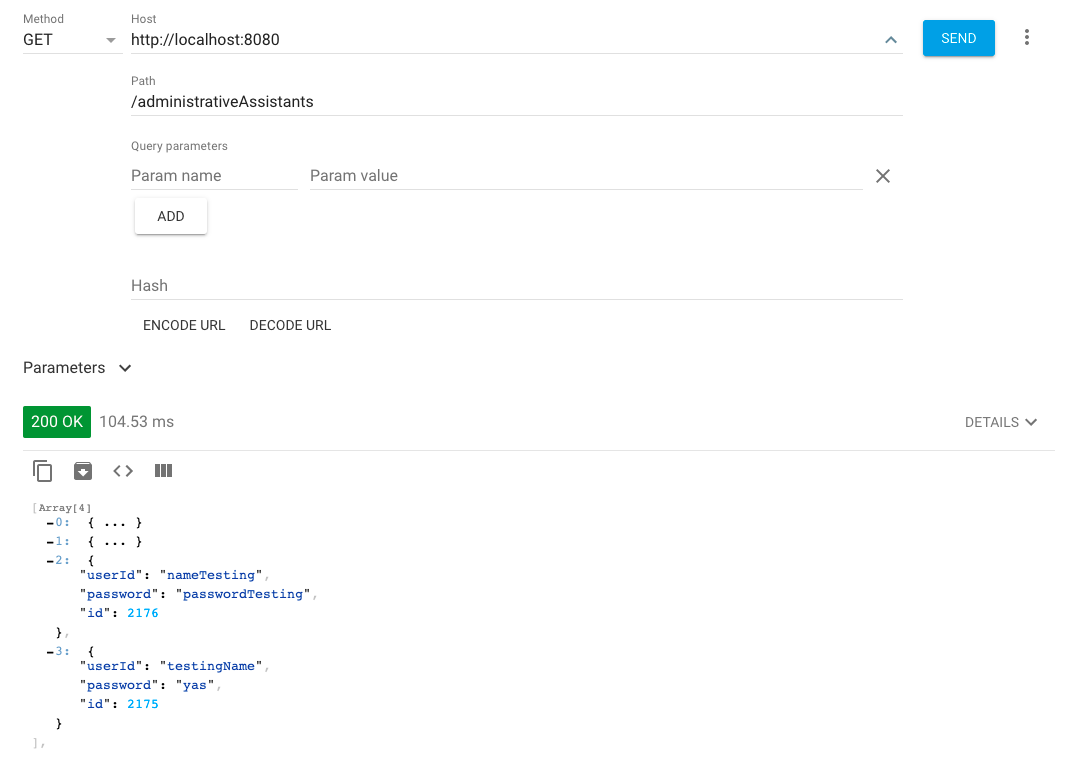 Method
Host
GET
http://localhost:8080
SEND
Path
/administrativeAssistants
Query parameters
Param name
Param value
ADD
Hash
ENCODE URL
DECODE URL
Parameters
200 OK
104.53 ms
DETAILS
[Array[4]
-0: { ... }
-1: { ... }
-2: {
"userId": "nameTesting",
"password": "passwordTesting",
"id": 2176
},
-3: {
"userId": "testingName",
"password": "yas",
"id": 2175
}
],